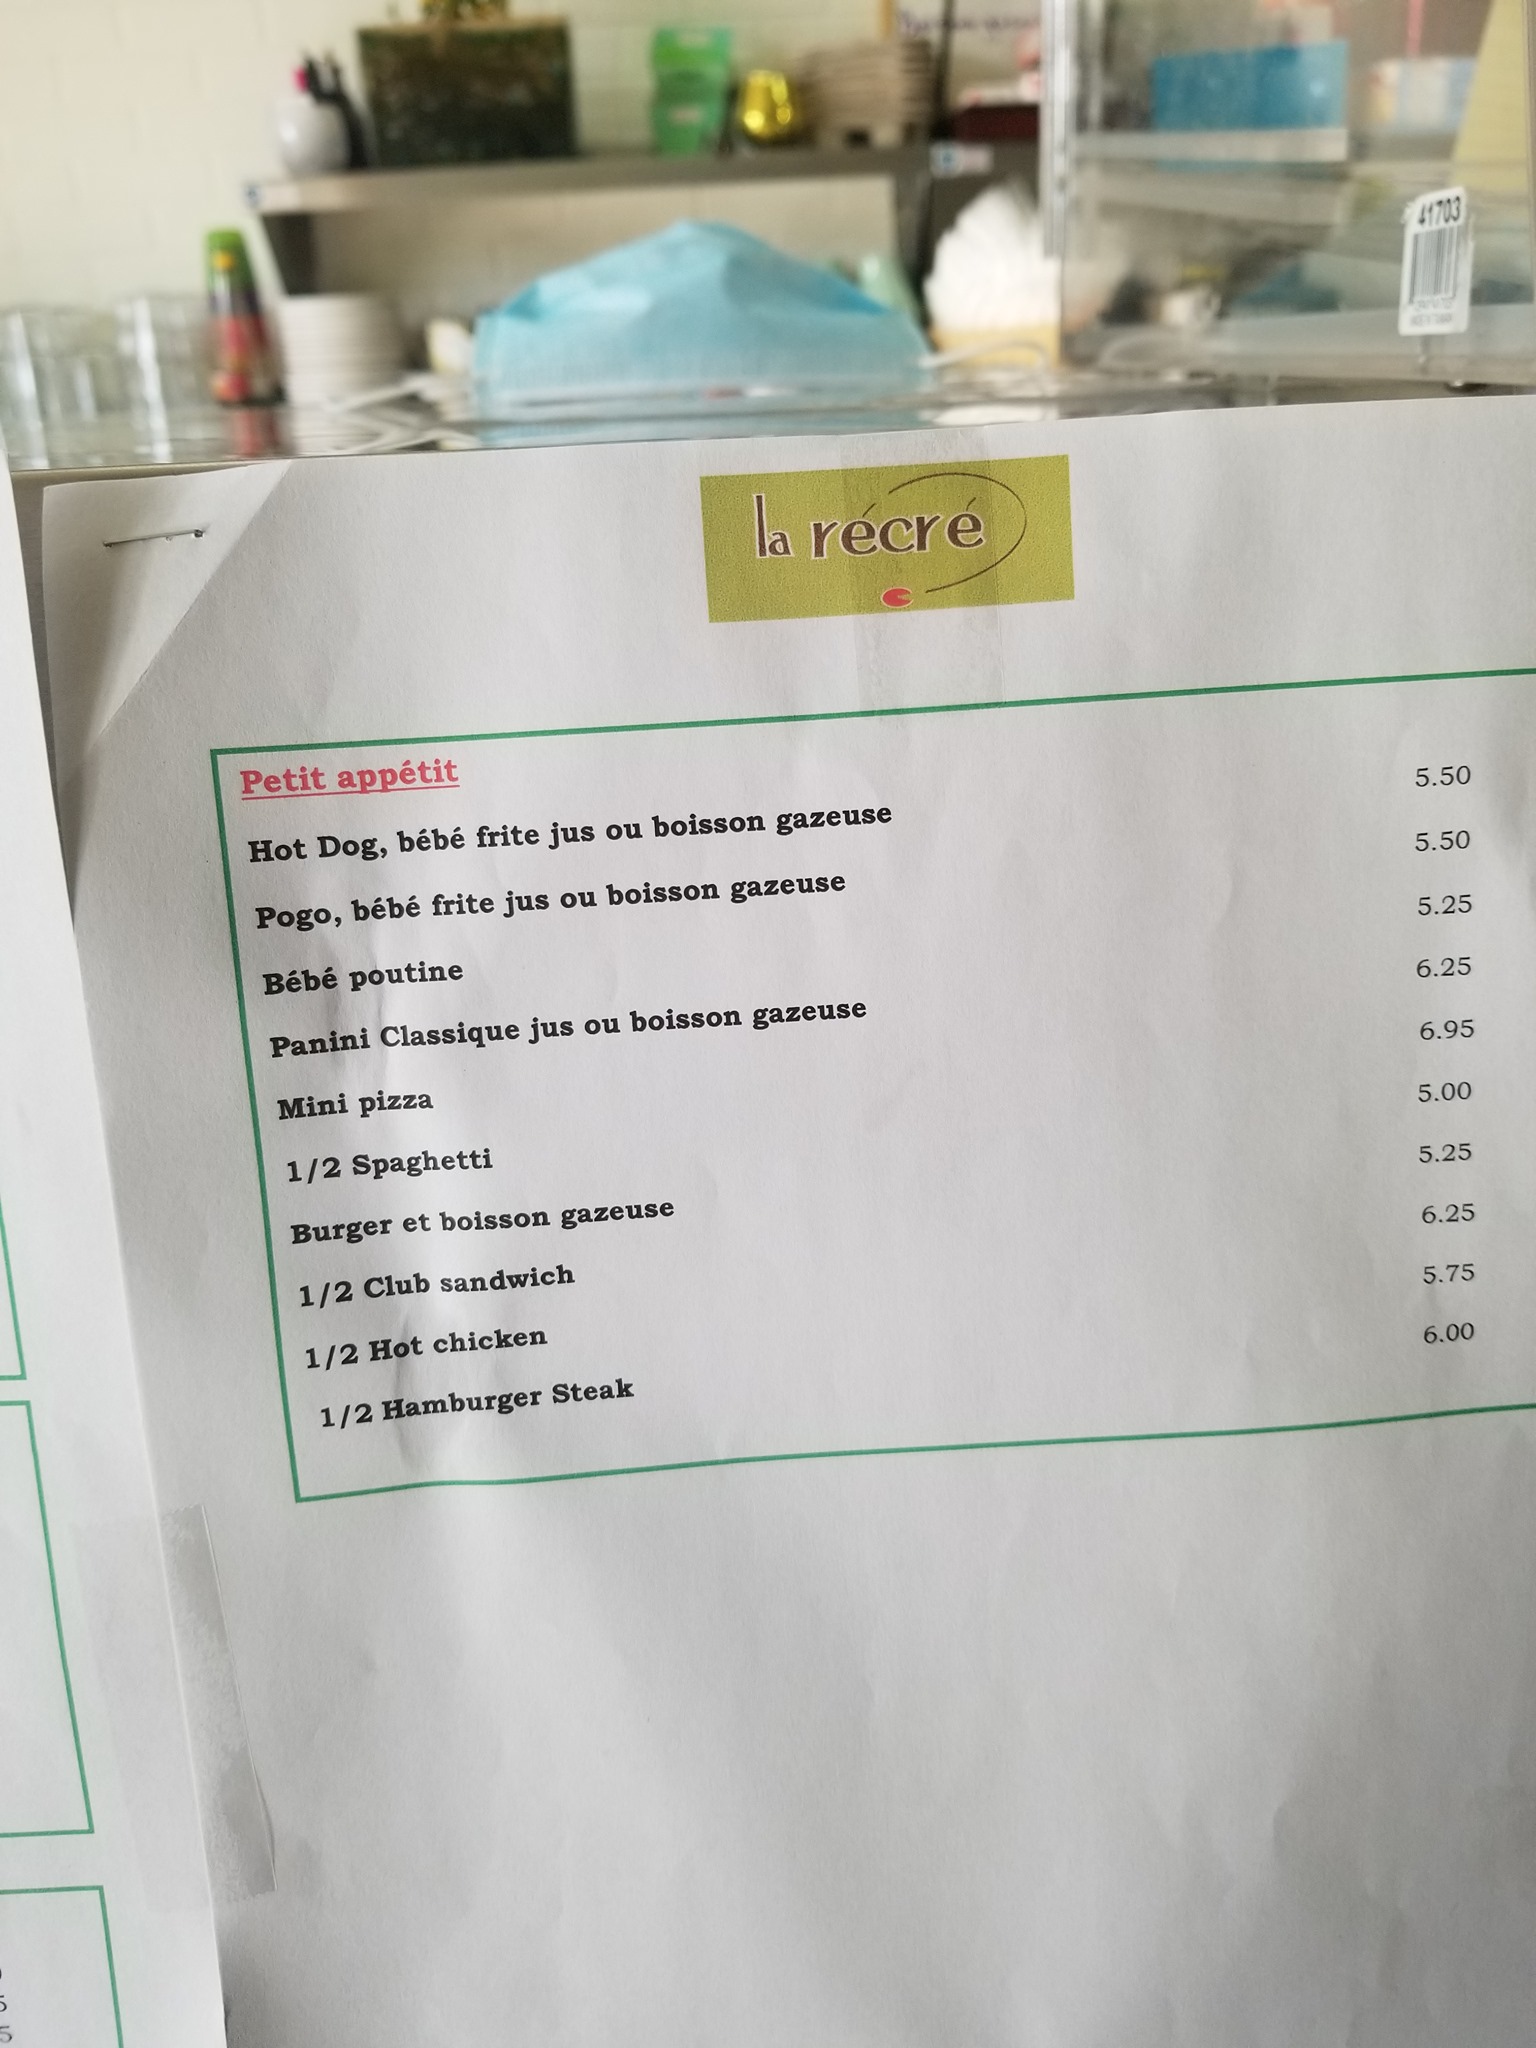 41703
la récré
Petit appétit
Hot Dog, bébé frite jus ou boisson gazeuse 5.50
Pogo, bébé frite jus ou boisson gazeuse 5.50
Bébé poutine 5.25
Panini Classique jus ou boisson gazeuse 6.25
Mini pizza 6.95
1/2 Spaghetti 5.00
Burger et boisson gazeuse 5.25
1/2 Club sandwich 6.25
1/2 Hot chicken 5.75
1/2 Hamburger Steak 6.00